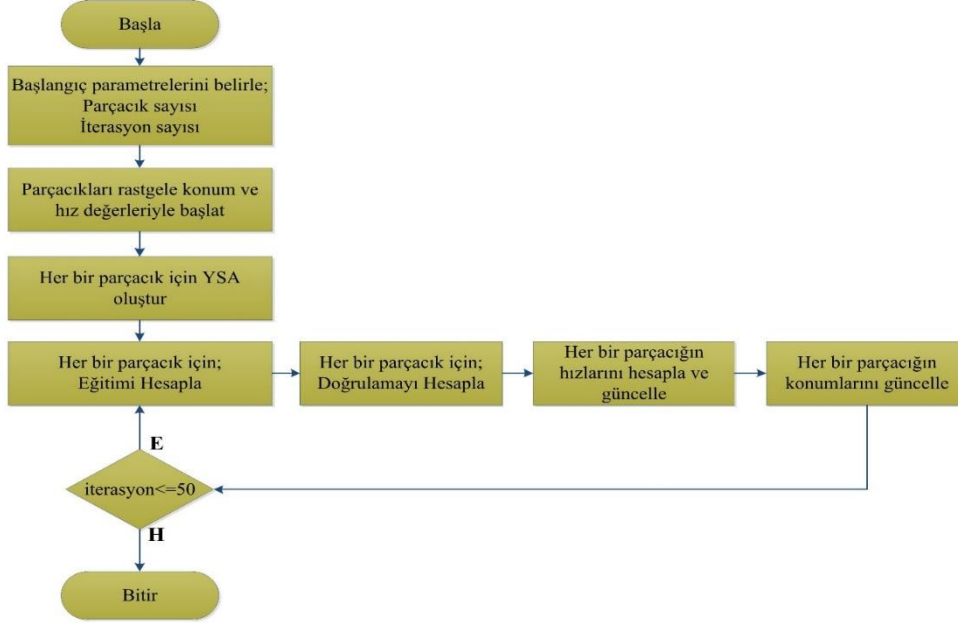 Başla
Başlangıç parametrelerini belirle;
Parçacık sayısı
İterasyon sayısı
Parçacıkları rastgele konum ve
hız değerleriyle başlat
Her bir parçacık için YSA
oluştur
Her bir parçacık için;
Eğitimi Hesapla
Her bir parçacık için;
Doğrulamayı Hesapla
Her bir parçacığın
hızlarını hesapla ve
güncelle
Her bir parçacığın
konumlarını güncelle
E
iterasyon<=50
H
Bitir